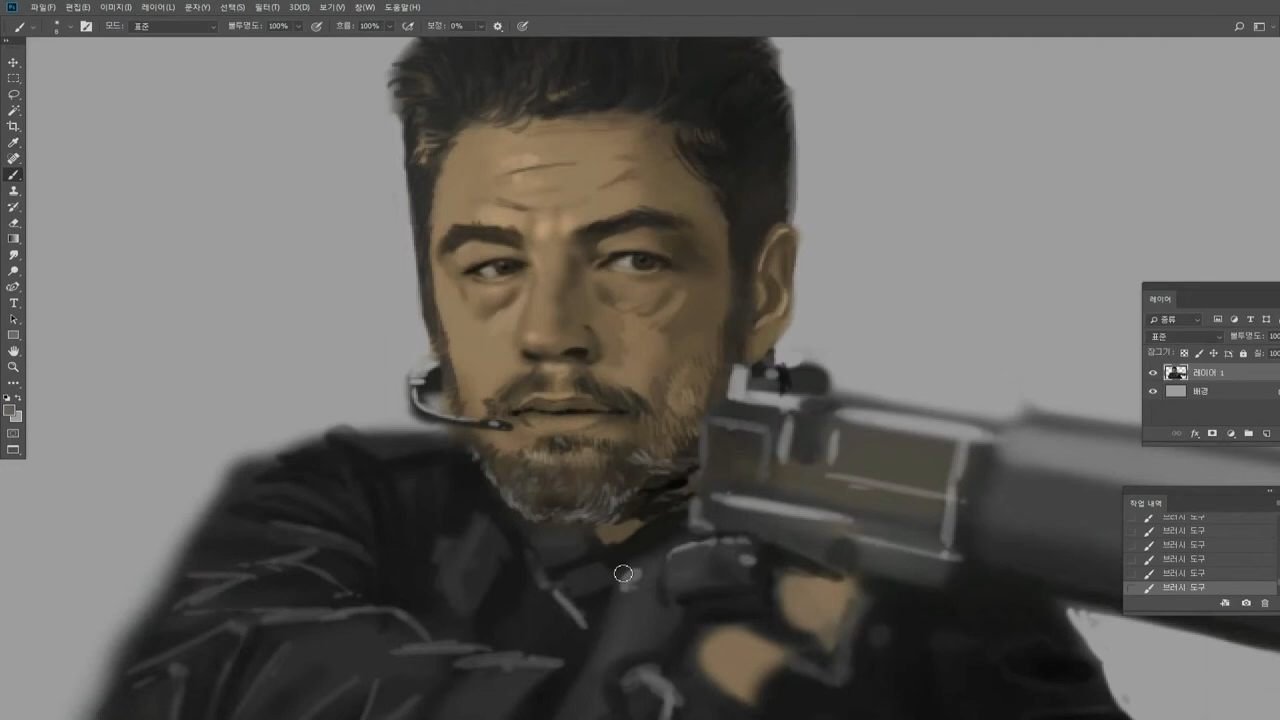 Ps 파일(F) 편집(E) 이미지(I) 레이어(L) 문자(Y) 선택(S) 필터(T) 3D(D) 보기(V) 창(W) 도움말(H)
모드: 표준 불투명도: 100% 흐름: 100% 보정: 0%
레이어
종류
표준 불투명도: 100
잠그기: 칠: 100
레이어 1
배경
작업 내역
브러시 도구
브러시 도구
브러시 도구
브러시 도구
브러시 도구
브러시 도구